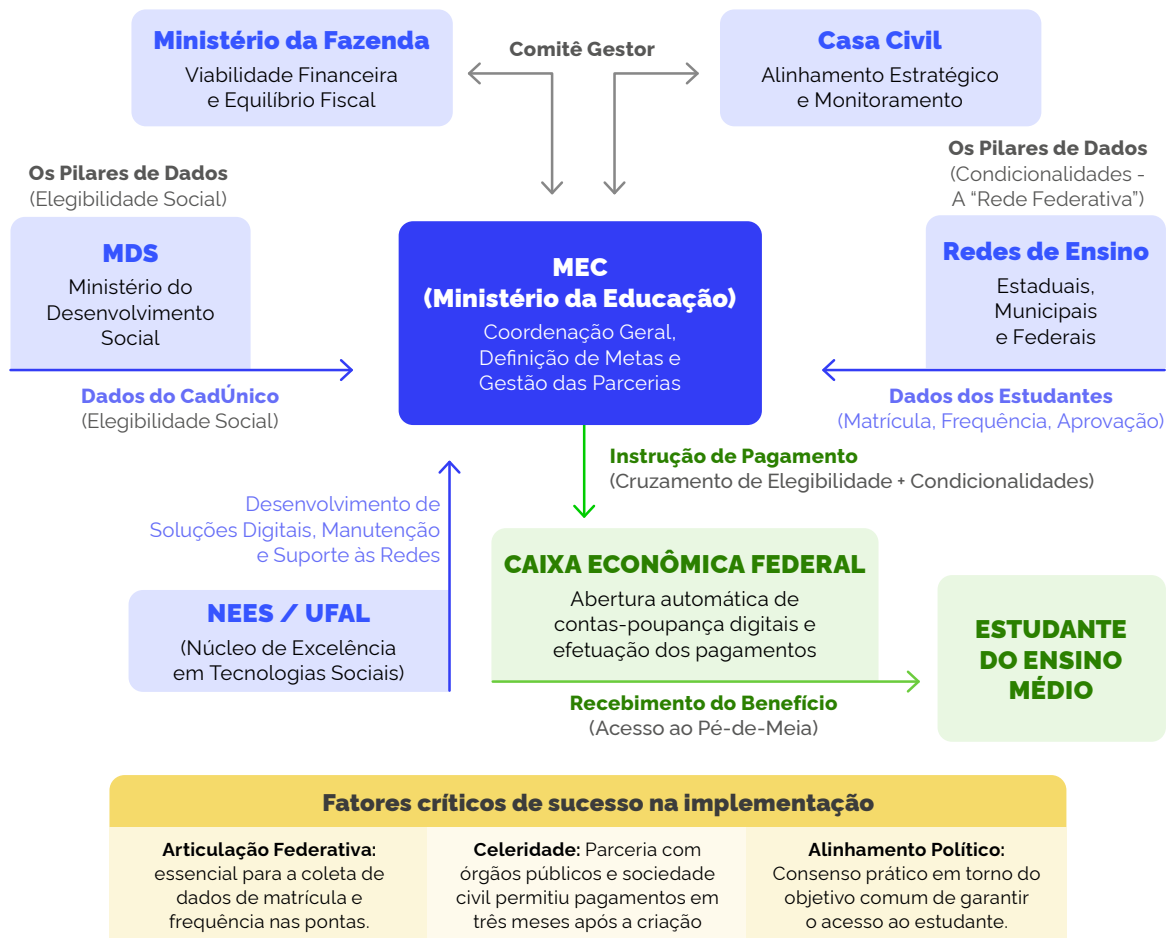 Ministério da Fazenda
Viabilidade Financeira
e Equilíbrio Fiscal
Comitê Gestor
Casa Civil
Alinhamento Estratégico
e Monitoramento
Os Pilares de Dados
(Elegibilidade Social)
MDS
Ministério do
Desenvolvimento
Social
Dados do CadÚnico
(Elegibilidade Social)
MEC
(Ministério da Educação)
Coordenação Geral,
Definição de Metas e
Gestão das Parcerias
Os Pilares de Dados
(Condicionalidades -
A “Rede Federativa”)
Redes de Ensino
Estaduais,
Municipais
e Federais
Dados dos Estudantes
(Matrícula, Frequência, Aprovação)
Instrução de Pagamento
(Cruzamento de Elegibilidade + Condicionalidades)
Desenvolvimento de
Soluções Digitais, Manutenção
e Suporte às Redes
NEES / UFAL
(Núcleo de Excelência
em Tecnologias Sociais)
CAIXA ECONÔMICA FEDERAL
Abertura automática de
contas-poupança digitais e
efetuação dos pagamentos
Recebimento do Benefício
(Acesso ao Pé-de-Meia)
ESTUDANTE
DO ENSINO
MÉDIO
Fatores críticos de sucesso na implementação
Articulação Federativa:
essencial para a coleta de
dados de matrícula e
frequência nas pontas.
Celeridade: Parceria com
órgãos públicos e sociedade
civil permitiu pagamentos em
três meses após a criação
Alinhamento Político:
Consenso prático em torno do
objetivo comum de garantir
o acesso ao estudante.